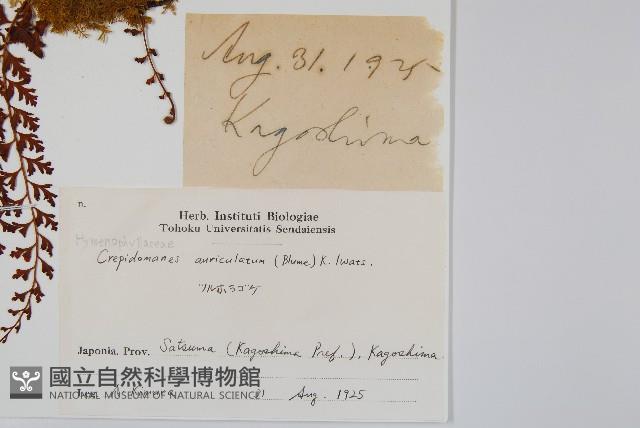 Aug. 31. 1925
Kagoshima
n.
Herb. Instituti Biologiae
Tohoku Universitatis Sendaiensis
Hymenophyllaceae
Crepidomanes auriculatum (Blume) K. Iwats.
ツルホラゴケ
Japonia. Prov. Satsuma (Kagoshima Pref.), Kagoshima
國立自然科學博物館
Kimura 31 Aug. 1925
NATIONAL MUSEUM OF NATURAL SCIENCE